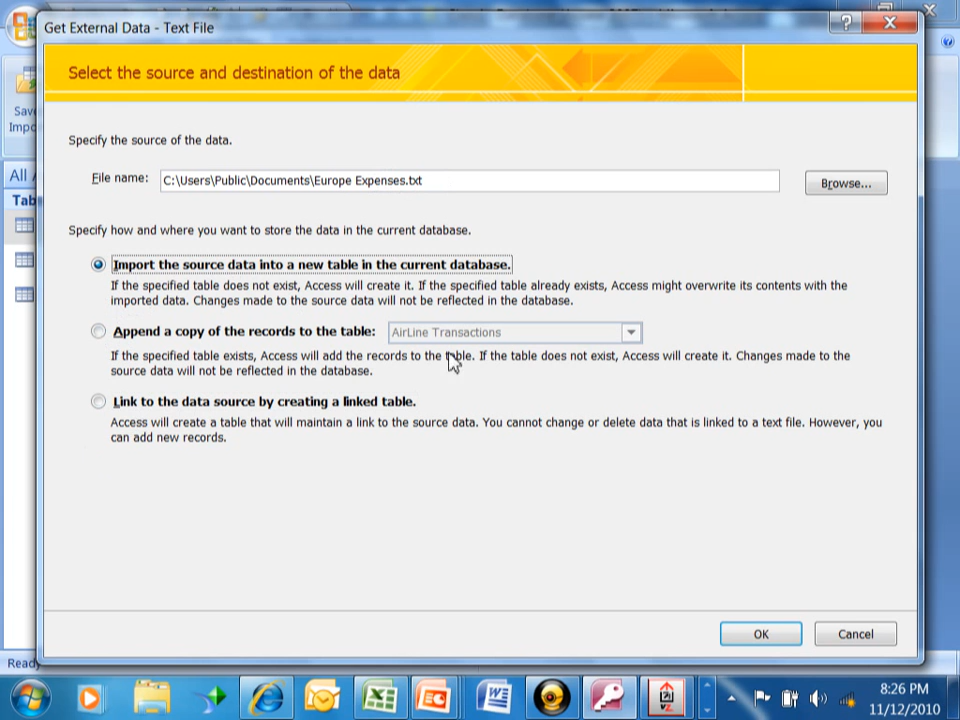 Get External Data - Text File
Select the source and destination of the data
Save
Impo
Specify the source of the data.
File name: C:\Users\Public\Documents\Europe Expenses.txt Browse...
All A
Tab
Specify how and where you want to store the data in the current database.
Import the source data into a new table in the current database.
If the specified table does not exist, Access will create it. If the specified table already exists, Access might overwrite its contents with the
imported data. Changes made to the source data will not be reflected in the database.
Append a copy of the records to the table: AirLine Transactions
If the specified table exists, Access will add the records to the table. If the table does not exist, Access will create it. Changes made to the
source data will not be reflected in the database.
Link to the data source by creating a linked table.
Access will create a table that will maintain a link to the source data. You cannot change or delete data that is linked to a text file. However, you
can add new records.
OK Cancel
Ready
8:26 PM
11/12/2010